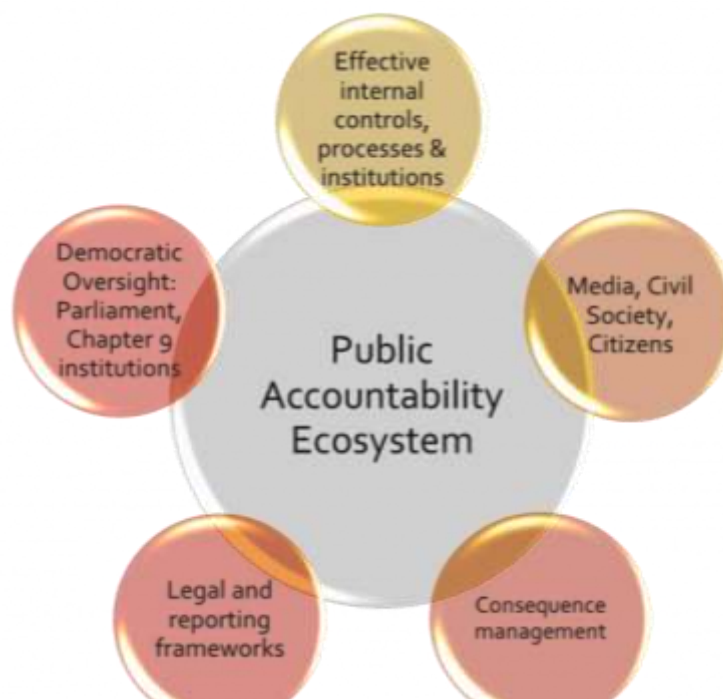 Effective
internal
controls,
processes &
institutions
Media, Civil
Society,
Citizens
Consequence
management
Legal and
reporting
frameworks
Democratic
Oversight:
Parliament,
Chapter 9
institutions
Public
Accountability
Ecosystem